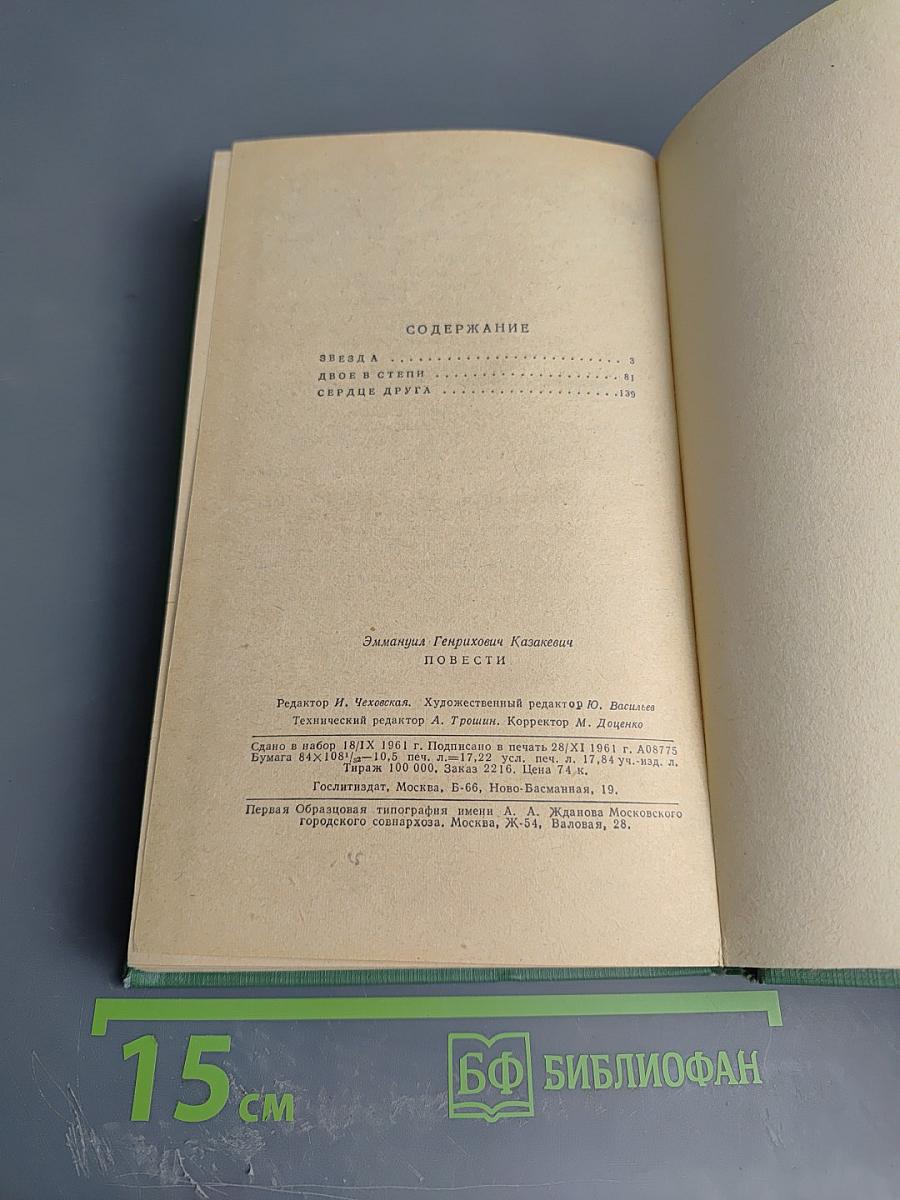 СОДЕРЖАНИЕ
ЗВЕЗДА . . . . . . . . . . . . . . . . . . . . . . . . . 3
ДВОЕ В СТЕПИ . . . . . . . . . . . . . . . . . . . . 81
СЕРДЦЕ ДРУГА . . . . . . . . . . . . . . . . . . . .139
Эммануил Генрихович Казакевич
ПОВЕСТИ
Редактор И. Чеховская. Художественный редактор Ю. Васильев
Технический редактор А. Трошин. Корректор М. Доценко
Сдано в набор 18/IX 1961 г. Подписано в печать 28/XI 1961 г. А08775
Бумага 84×108¹/₃₂—10,5 печ. л.=17,22 усл. печ. л. 17,84 уч.-изд. л.
Тираж 100 000. Заказ 2216. Цена 74 к.
Гослитиздат, Москва, Б-66, Ново-Басманная, 19.
Первая Образцовая типография имени А. А. Жданова Московского
городского совнархоза. Москва, Ж-54, Валовая, 28.
15 см БФ БИБЛИОФАН